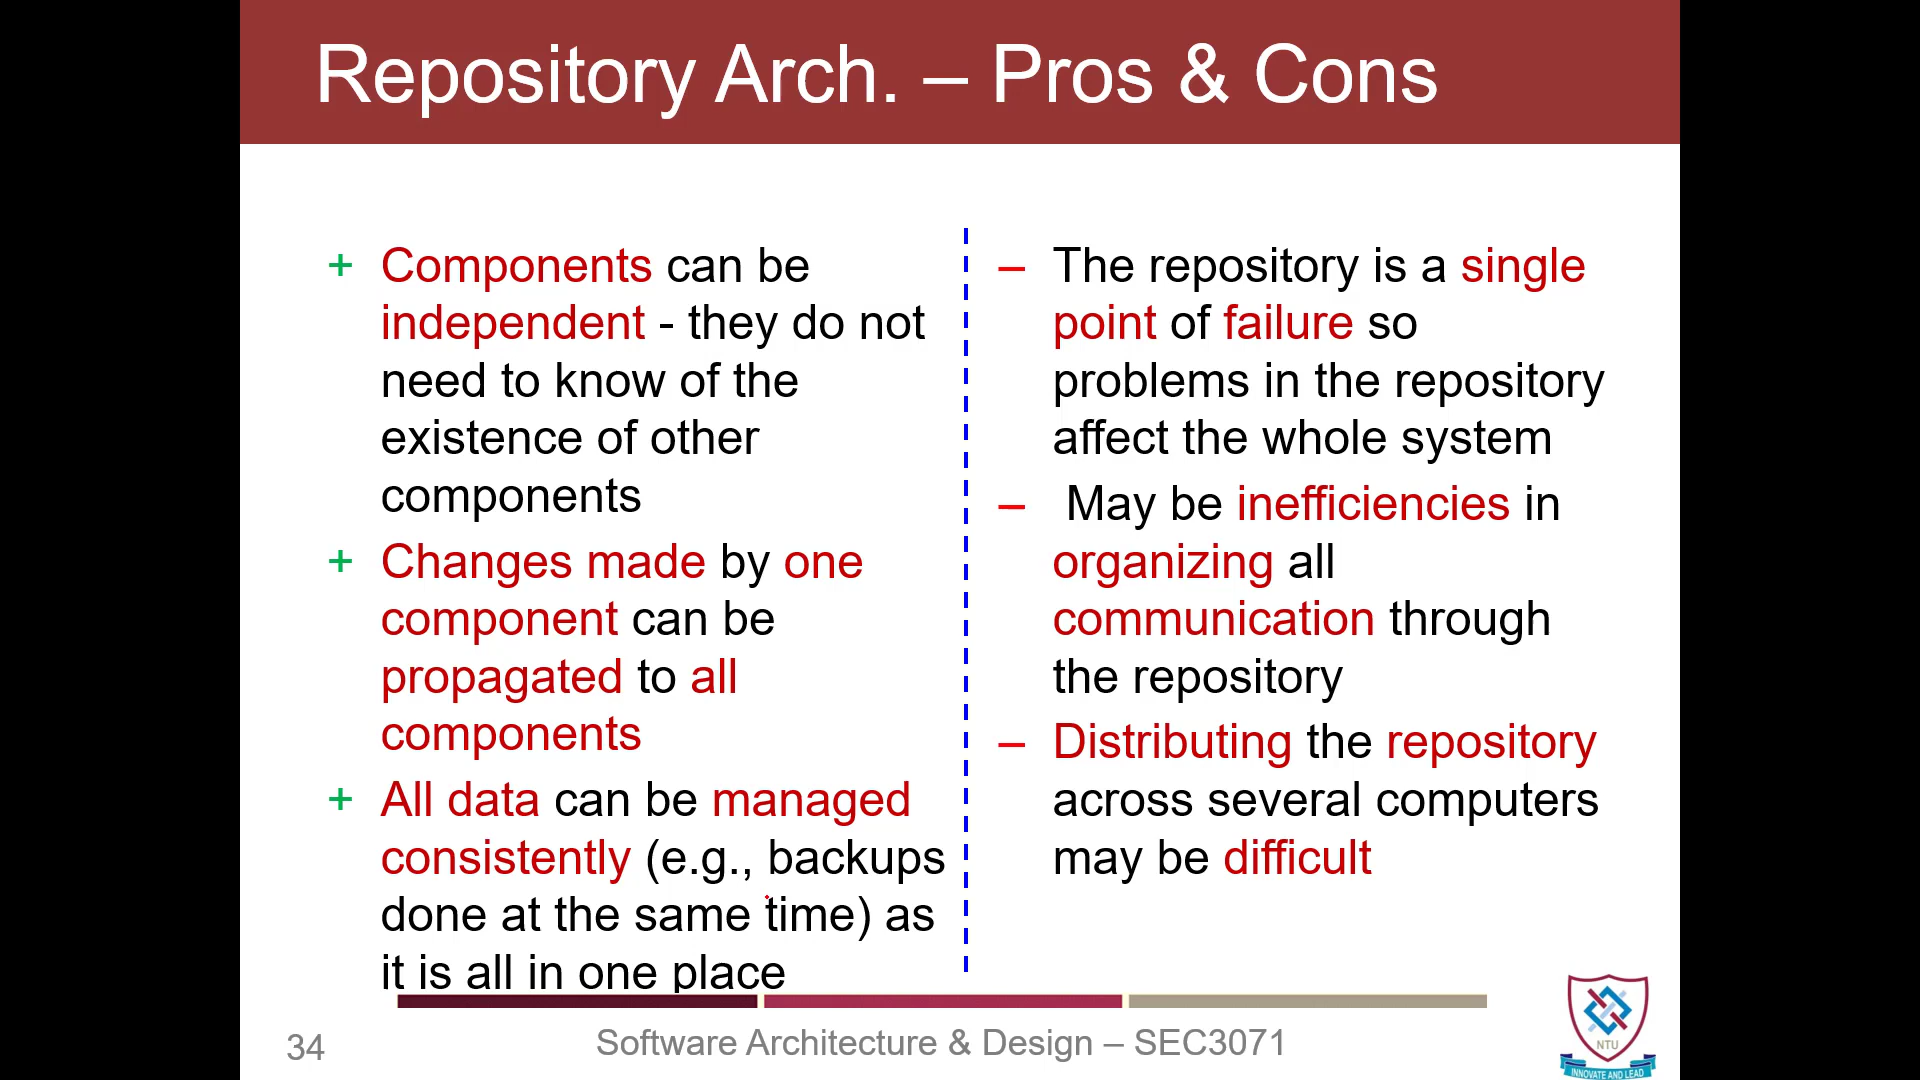 Repository Arch. – Pros & Cons
+ Components can be
independent - they do not
need to know of the
existence of other
components
+ Changes made by one
component can be
propagated to all
components
+ All data can be managed
consistently (e.g., backups
done at the same time) as
it is all in one place
– The repository is a single
point of failure so
problems in the repository
affect the whole system
– May be inefficiencies in
organizing all
communication through
the repository
– Distributing the repository
across several computers
may be difficult
34
Software Architecture & Design – SEC3071
NTU
INNOVATE AND LEAD